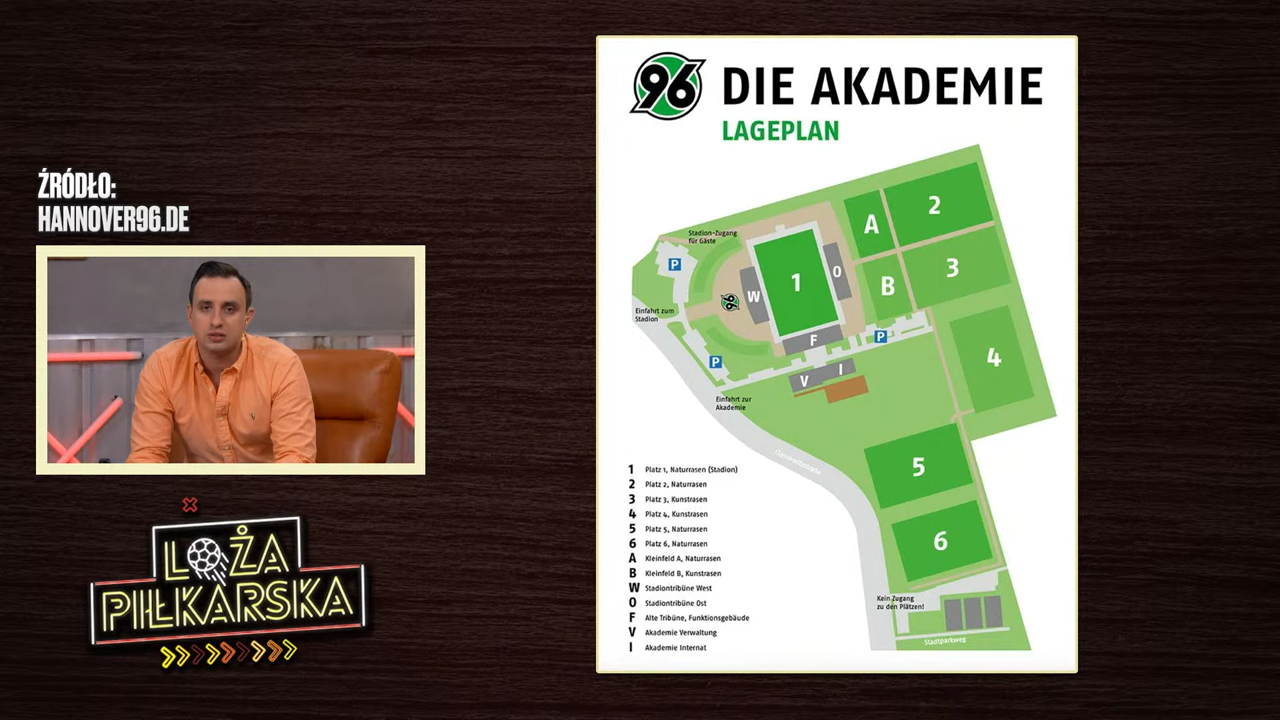 ŹRÓDŁO:
HANNOVER96.DE
LOŻA
PIŁKARSKA
96 DIE AKADEMIE
LAGEPLAN
Stadion-Zugang
für Gäste
P
Einfahrt zum
Stadion
96
W
1
O
A
2
B
3
F
P
P
V
I
4
Einfahrt zur
Akademie
5
6
Kein Zugang
zu den Plätzen!
Stadtparkweg
1 Platz 1, Naturrasen (Stadion)
2 Platz 2, Naturrasen
3 Platz 3, Kunstrasen
4 Platz 4, Kunstrasen
5 Platz 5, Naturrasen
6 Platz 6, Naturrasen
A Kleinfeld A, Naturrasen
B Kleinfeld B, Kunstrasen
W Stadiontribüne West
O Stadiontribüne Ost
F Alte Tribüne, Funktionsgebäude
V Akademie Verwaltung
I Akademie Internat